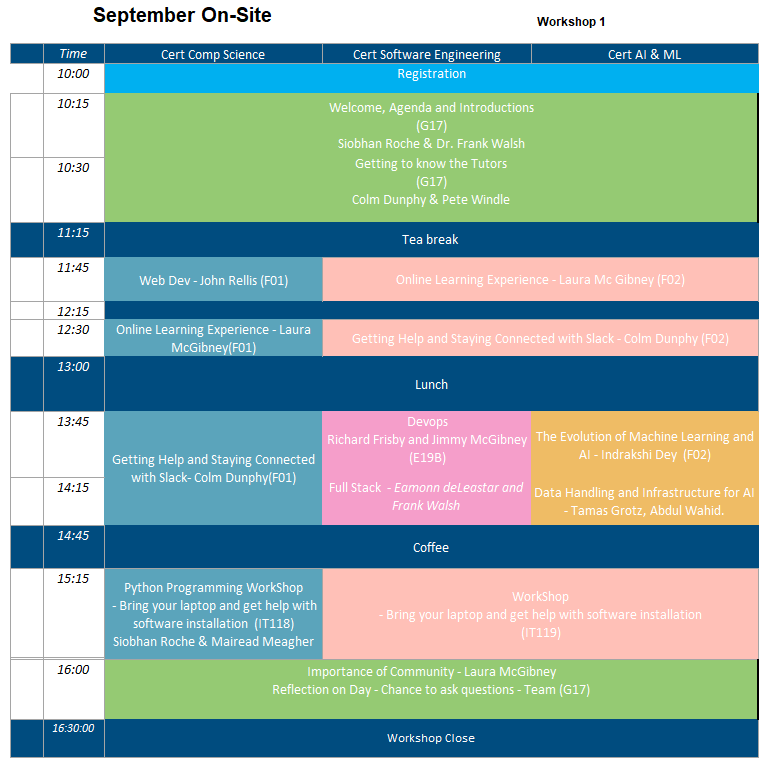 September On-Site
Workshop 1
Time Cert Comp Science Cert Software Engineering Cert AI & ML
10:00 Registration
10:15 Welcome, Agenda and Introductions
(G17)
Siobhan Roche & Dr. Frank Walsh
10:30 Getting to know the Tutors
(G17)
Colm Dunphy & Pete Windle
11:15 Tea break
11:45 Web Dev - John Rellis (F01) Online Learning Experience - Laura Mc Gibney (F02)
12:15
12:30 Online Learning Experience - Laura
McGibney(F01)
Getting Help and Staying Connected with Slack - Colm Dunphy (F02)
13:00 Lunch
13:45
14:15
Getting Help and Staying Connected
with Slack- Colm Dunphy(F01)
Devops
Richard Frisby and Jimmy McGibney
(E19B)
Full Stack - Eamonn deLeastar and
Frank Walsh
The Evolution of Machine Learning and
AI - Indrakshi Dey (F02)
Data Handling and Infrastructure for AI
- Tamas Grotz, Abdul Wahid.
14:45 Coffee
15:15
Python Programming WorkShop
- Bring your laptop and get help with
software installation (IT118)
Siobhan Roche & Mairead Meagher
WorkShop
- Bring your laptop and get help with software installation
(IT119)
16:00 Importance of Community - Laura McGibney
Reflection on Day - Chance to ask questions - Team (G17)
16:30:00 Workshop Close